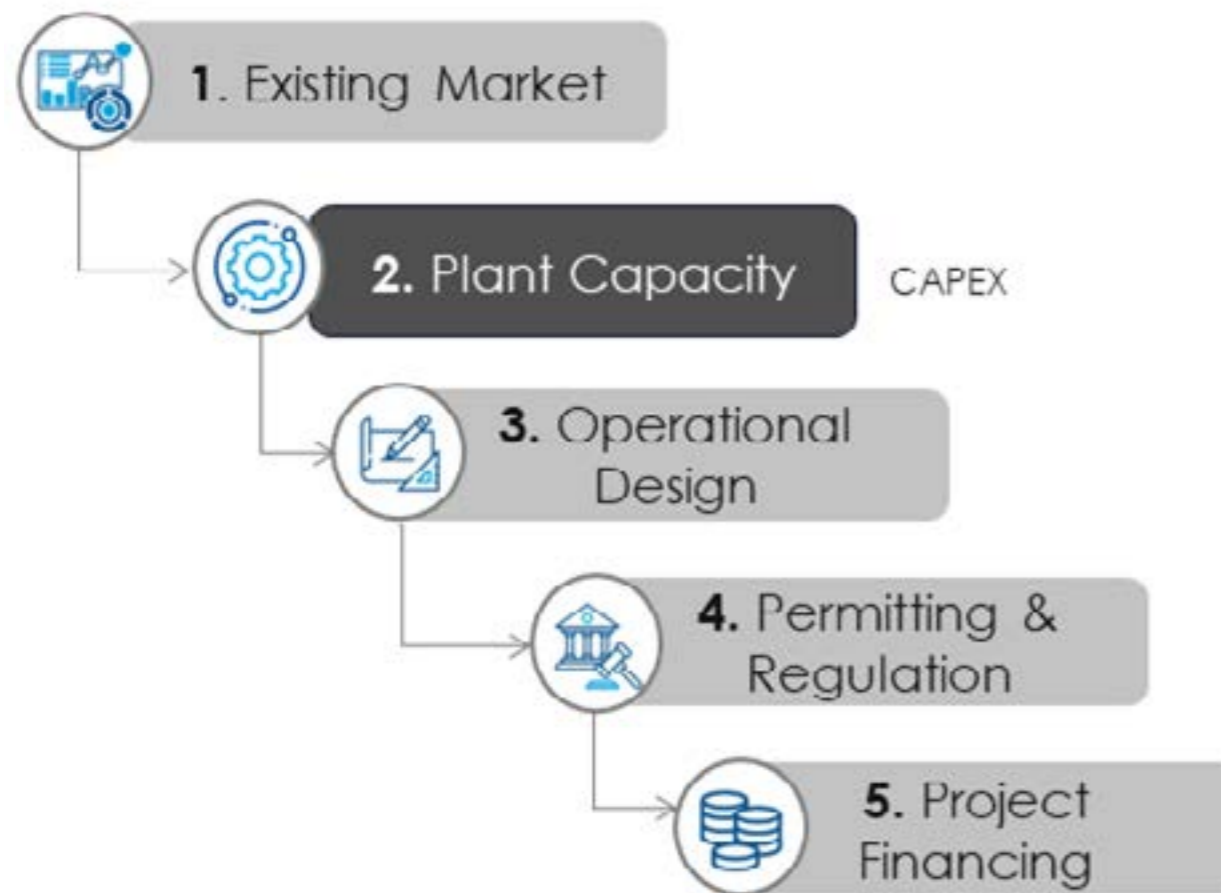 1. Existing Market
2. Plant Capacity
CAPEX
3. Operational
Design
4. Permitting &
Regulation
5. Project
Financing